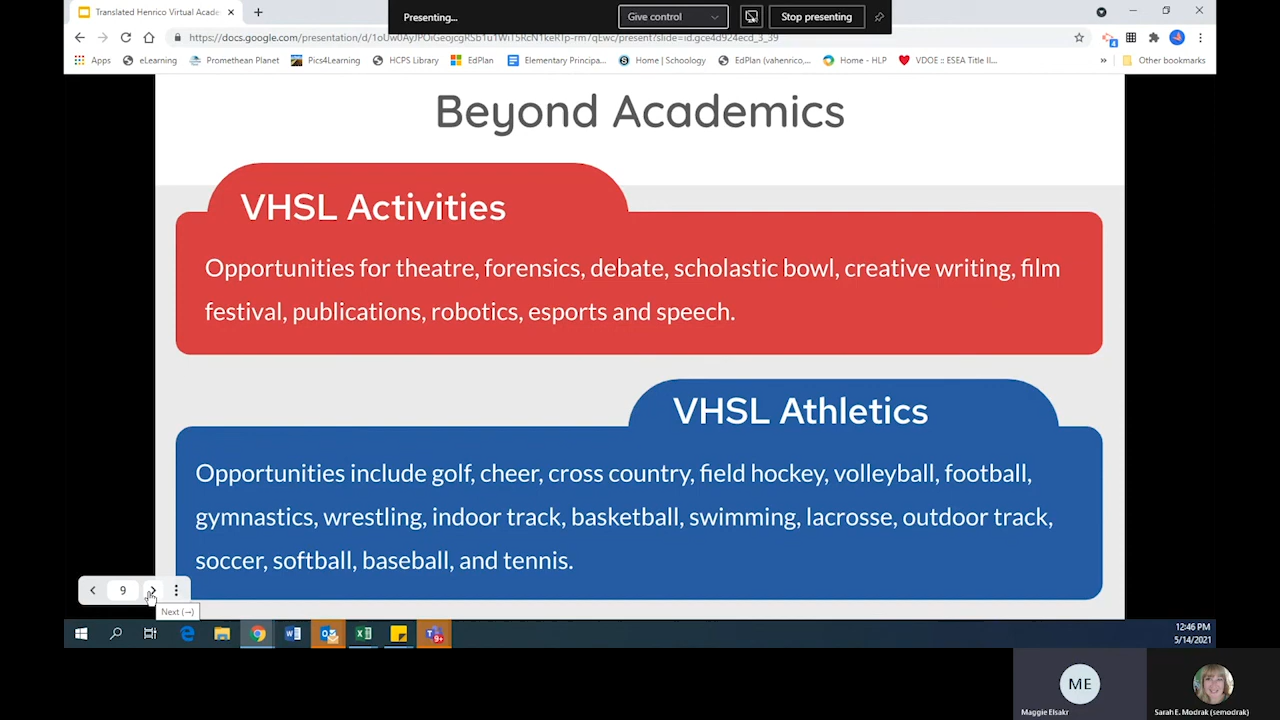 Translated Henrico Virtual Acade
Presenting...
Give control
Stop presenting
Apps
eLearning
Promethean Planet
Pics4Learning
HCPS Library
EdPlan
Elementary Principa...
Home | Schoology
EdPlan (vahenrico,...
Home - HLP
VDOE :: ESEA Title II...
»
Other bookmarks
Beyond Academics
VHSL Activities
Opportunities for theatre, forensics, debate, scholastic bowl, creative writing, film
festival, publications, robotics, esports and speech.
VHSL Athletics
Opportunities include golf, cheer, cross country, field hockey, volleyball, football,
gymnastics, wrestling, indoor track, basketball, swimming, lacrosse, outdoor track,
soccer, softball, baseball, and tennis.
9
Next (→)
12:46 PM
5/14/2021
ME
Maggie Elsakr
Sarah E. Modrak (semodrak)